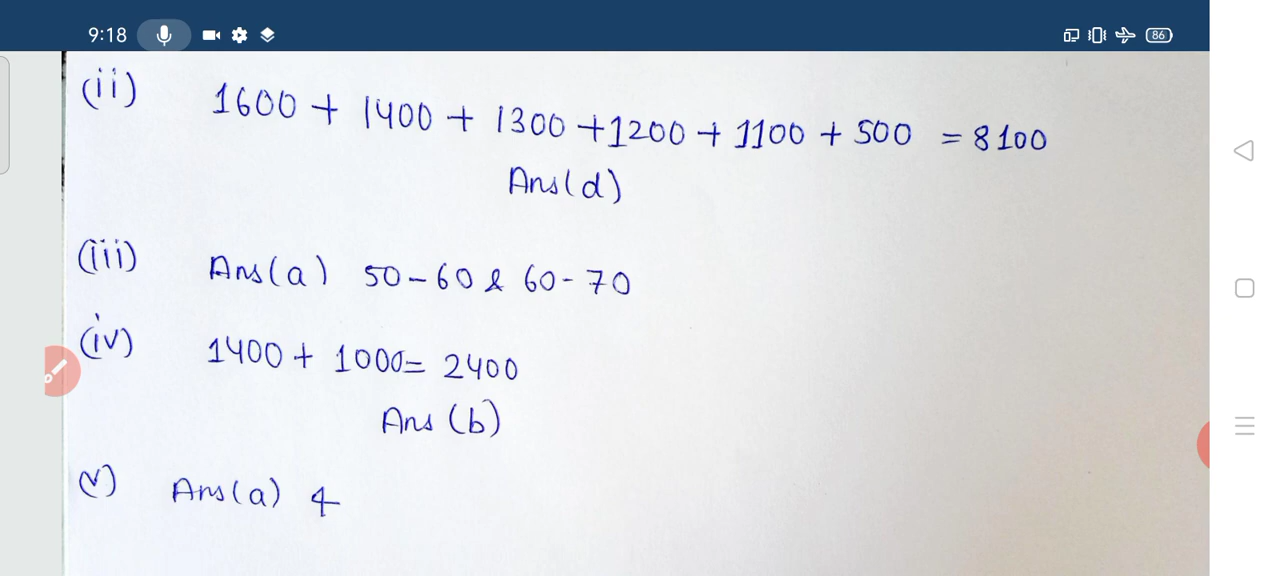 9:18 86
(ii) 1600 + 1400 + 1300 + 1200 + 1100 + 500 = 8100
Ans (d)
(iii) Ans (a) 50-60 & 60-70
(iv) 1400 + 1000 = 2400
Ans (b)
(v) Ans (a) 4